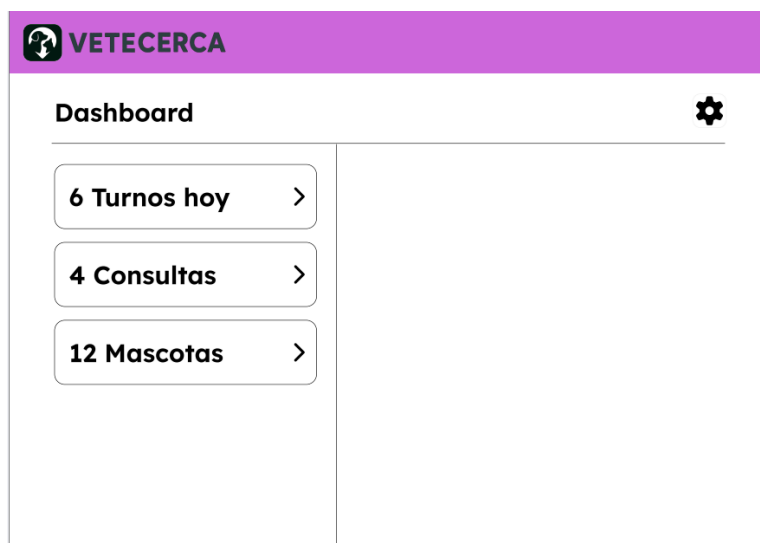 VETECERCA
Dashboard
6 Turnos hoy
4 Consultas
12 Mascotas